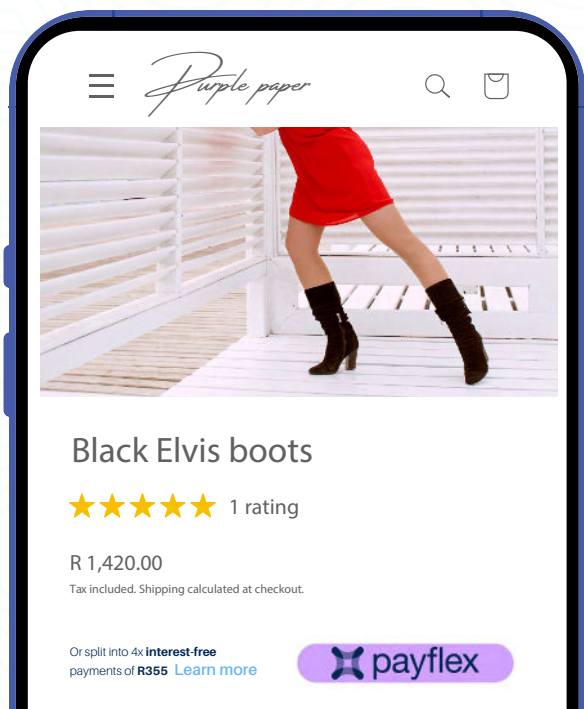 Purple paper
Black Elvis boots
1 rating
R 1,420.00
Tax included. Shipping calculated at checkout.
Or split into 4x interest-free
payments of R355 Learn more
payflex